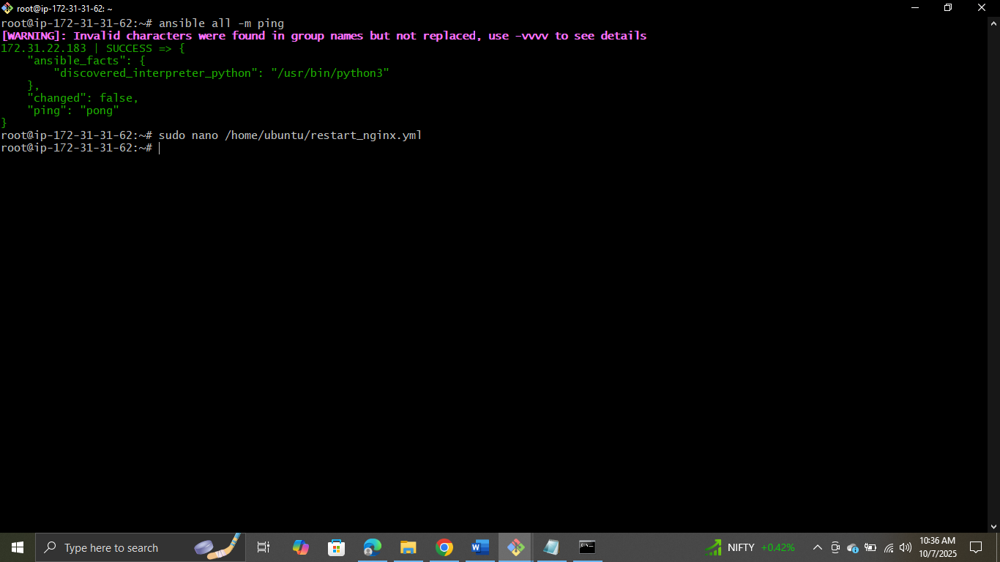 root@ip-172-31-31-62: ~
root@ip-172-31-31-62:~# ansible all -m ping
[WARNING]: Invalid characters were found in group names but not replaced, use -vvvv to see details
172.31.22.183 | SUCCESS => {
    "ansible_facts": {
        "discovered_interpreter_python": "/usr/bin/python3"
    },
    "changed": false,
    "ping": "pong"
}
root@ip-172-31-31-62:~# sudo nano /home/ubuntu/restart_nginx.yml
root@ip-172-31-31-62:~#
Type here to search
NIFTY +0.42%
10:36 AM
10/7/2025